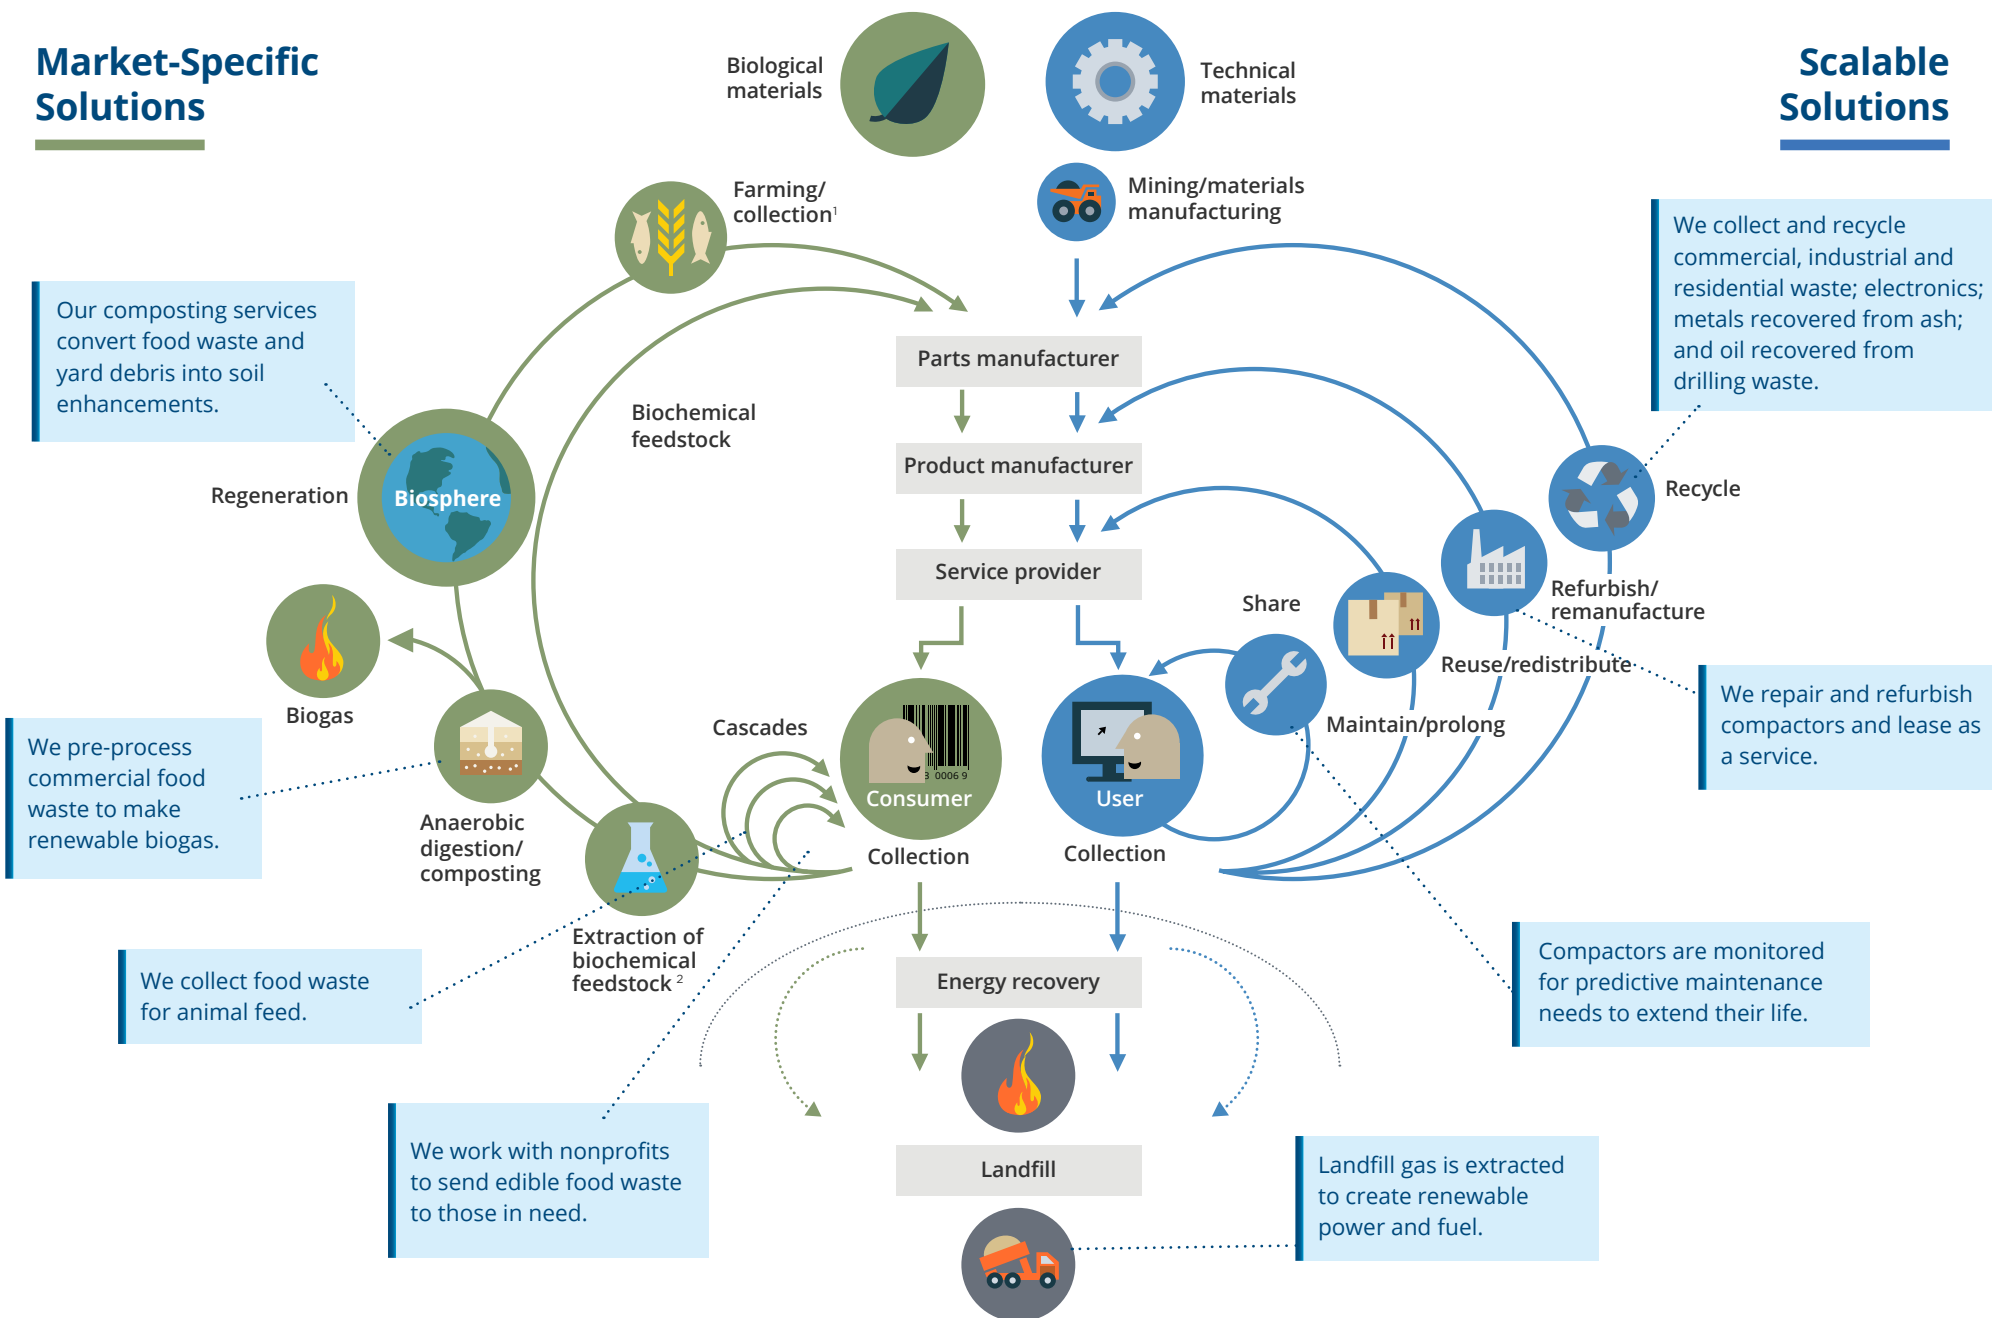 Market-Specific
Solutions
Biological
materials
Technical
materials
Scalable
Solutions
Farming/
collection¹
Mining/materials
manufacturing
We collect and recycle
commercial, industrial and
residential waste; electronics;
metals recovered from ash;
and oil recovered from
drilling waste.
Our composting services
convert food waste and
yard debris into soil
enhancements.
Parts manufacturer
Biochemical
feedstock
Product manufacturer
Regeneration
Biosphere
Recycle
Service provider
Share
Refurbish/
remanufacture
Reuse/redistribute
Biogas
Maintain/prolong
We repair and refurbish
compactors and lease as
a service.
We pre-process
commercial food
waste to make
renewable biogas.
Cascades
3 0006 9
Consumer
User
Anaerobic
digestion/
composting
Collection
Collection
Extraction of
biochemical
feedstock ²
We collect food waste
for animal feed.
Energy recovery
Compactors are monitored
for predictive maintenance
needs to extend their life.
We work with nonprofits
to send edible food waste
to those in need.
Landfill
Landfill gas is extracted
to create renewable
power and fuel.